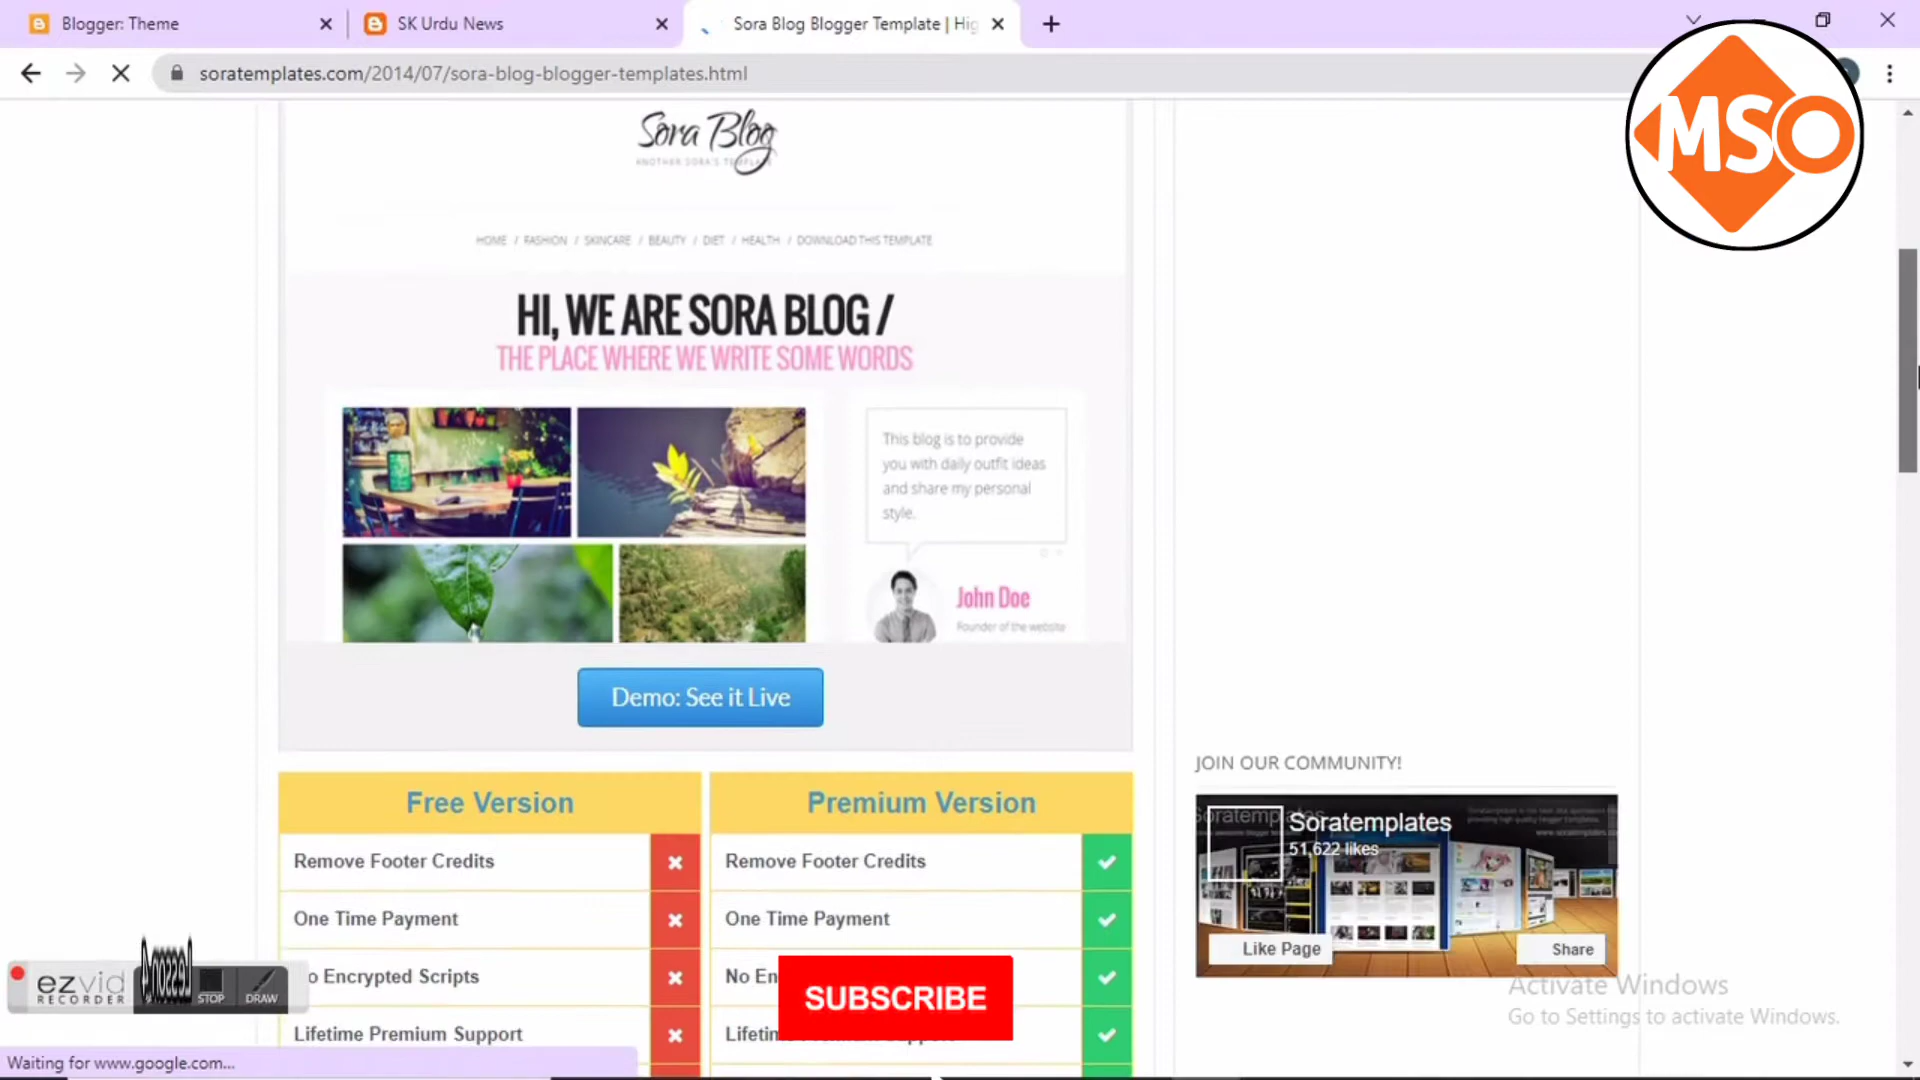 Blogger: Theme
SK Urdu News
Sora Blog Blogger Template | Hig
soratemplates.com/2014/07/sora-blog-blogger-templates.html
MSO
Sora Blog
ANOTHER SORA'S TEMPLATE
HOME / FASHION / SKINCARE / BEAUTY / DIET / HEALTH / DOWNLOAD THIS TEMPLATE
HI, WE ARE SORA BLOG /
THE PLACE WHERE WE WRITE SOME WORDS
This blog is to provide
you with daily outfit ideas
and share my personal
style.
John Doe
Founder of the website
Demo: See it Live
JOIN OUR COMMUNITY!
Soratemplates
51,622 likes
Like Page
Share
Free Version
Premium Version
Remove Footer Credits
Remove Footer Credits
One Time Payment
One Time Payment
o Encrypted Scripts
No En
Lifetime Premium Support
Lifetim
SUBSCRIBE
ezvid
RECORDER
STOP
DRAW
Activate Windows
Go to Settings to activate Windows.
Waiting for www.google.com...